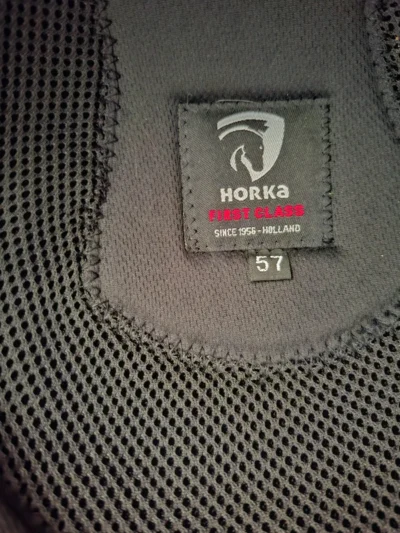 HORKa
FIRST CLASS
SINCE 1956 - HOLLAND
57